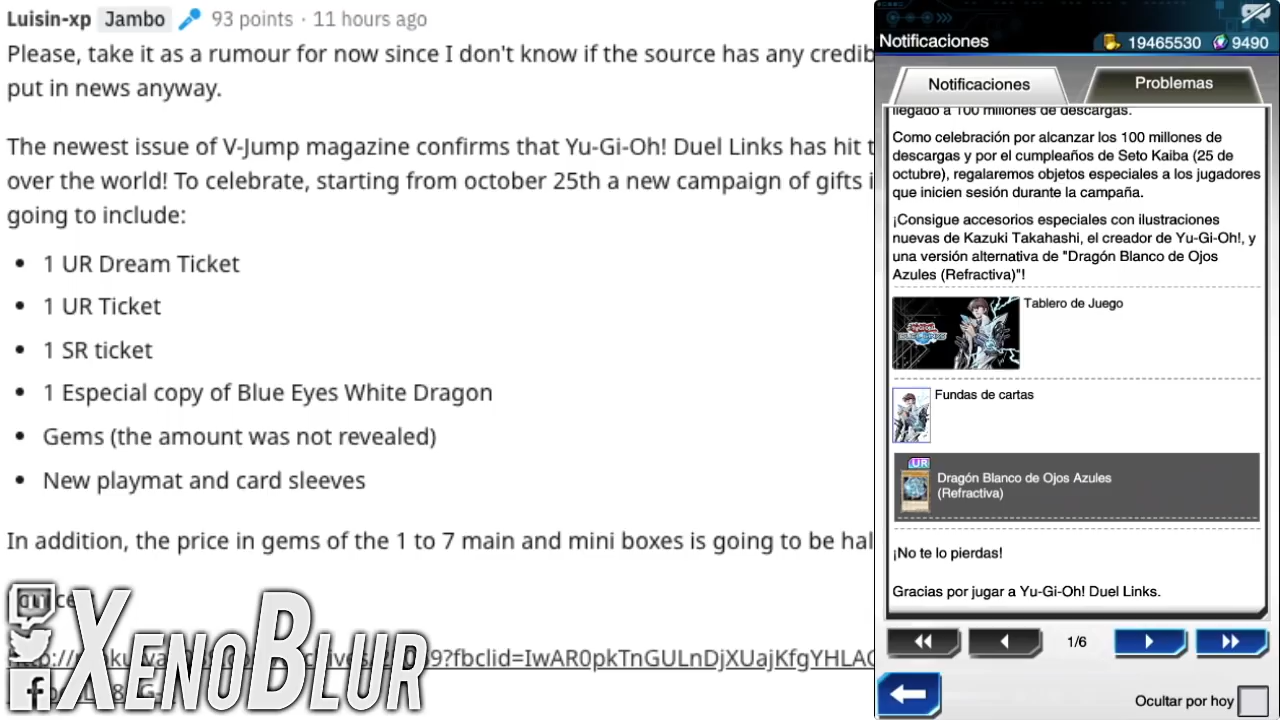 Luisin-xp Jambo 93 points · 11 hours ago
Please, take it as a rumour for now since I don't know if the source has any
put in news anyway.
The newest issue of V-Jump magazine confirms that Yu-Gi-Oh! Duel Links has hit
over the world! To celebrate, starting from october 25th a new campaign of gifts
going to include:
• 1 UR Dream Ticket
• 1 UR Ticket
• 1 SR ticket
• 1 Especial copy of Blue Eyes White Dragon
• Gems (the amount was not revealed)
• New playmat and card sleeves
In addition, the price in gems of the 1 to 7 main and mini boxes is going to be
XENOBLUR
Notificaciones 19465530 9490
Notificaciones Problemas
llegado a 100 millones de descargas.
Como celebración por alcanzar los 100 millones de
descargas y por el cumpleaños de Seto Kaiba (25 de
octubre), regalaremos objetos especiales a los jugadores
que inicien sesión durante la campaña.
¡Consigue accesorios especiales con ilustraciones
nuevas de Kazuki Takahashi, el creador de Yu-Gi-Oh!, y
una versión alternativa de "Dragón Blanco de Ojos
Azules (Refractiva)"!
Tablero de Juego
Fundas de cartas
UR
Dragón Blanco de Ojos Azules
(Refractiva)
¡No te lo pierdas!
Gracias por jugar a Yu-Gi-Oh! Duel Links.
1/6
Ocultar por hoy